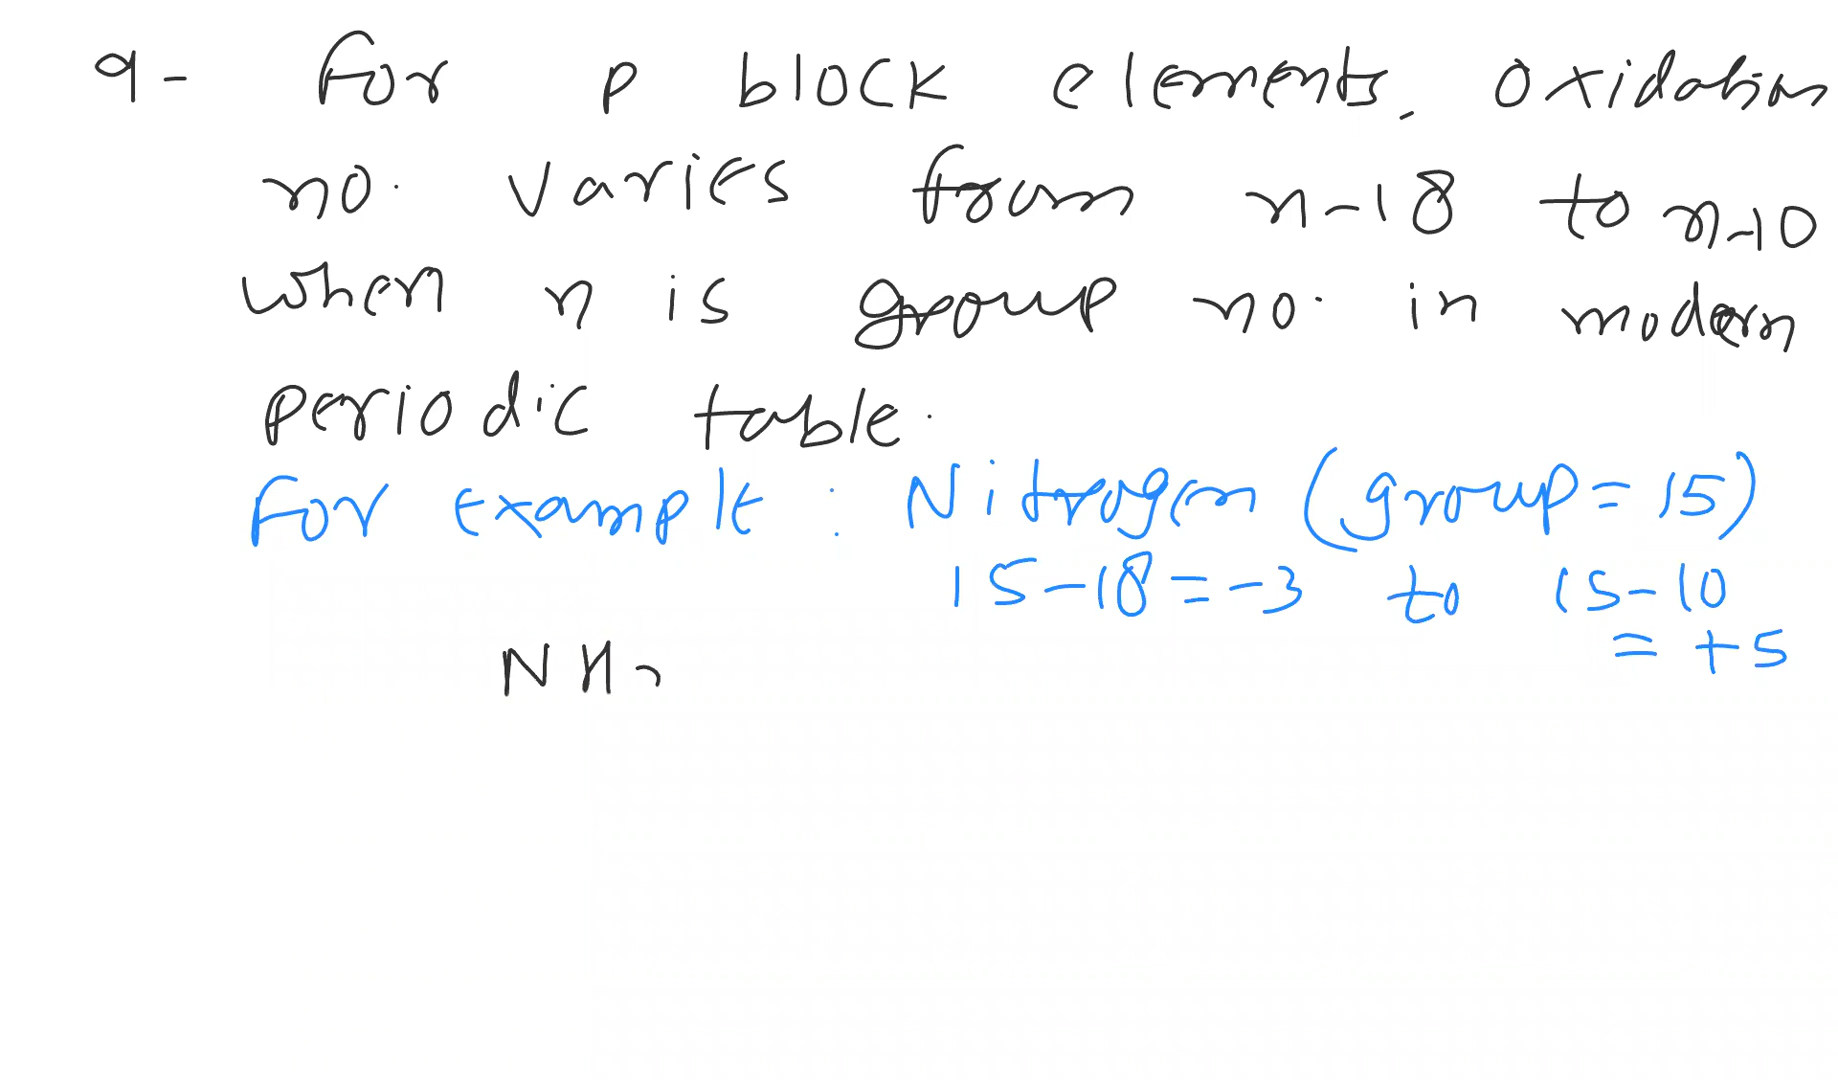 9- For p block elements, oxidation
no. varies from n-18 to n-10
when n is group no. in modern
periodic table.
For example : Nitrogen (group = 15)
15-18 = -3 to 15-10
= +5
NH